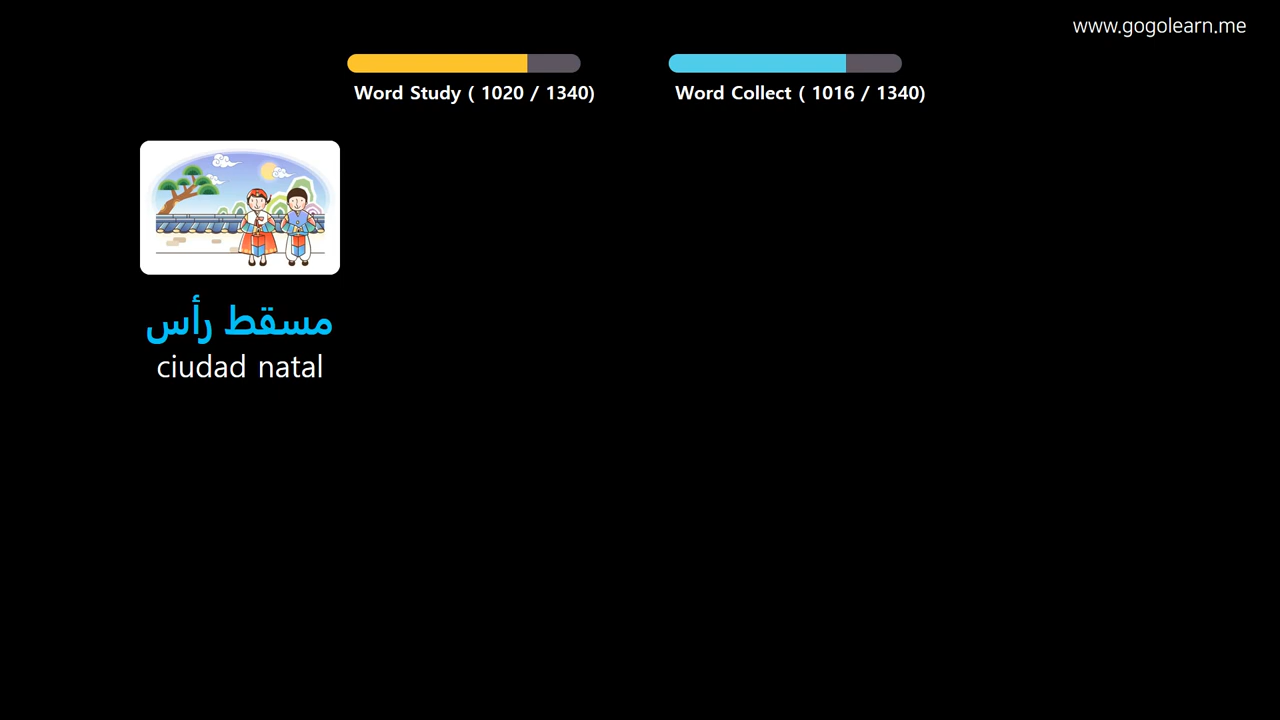 www.gogolearn.me
Word Study ( 1020 / 1340)
Word Collect ( 1016 / 1340)
مسقط رأس
ciudad natal